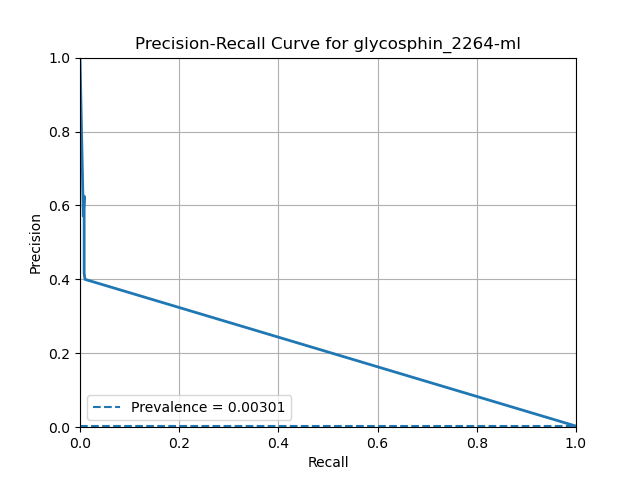 Precision-Recall Curve for glycosphin_2264-ml
1.0
0.8
0.6
0.4
0.2
0.0
Precision
Prevalence = 0.00301
0.0 0.2 0.4 0.6 0.8 1.0
Recall